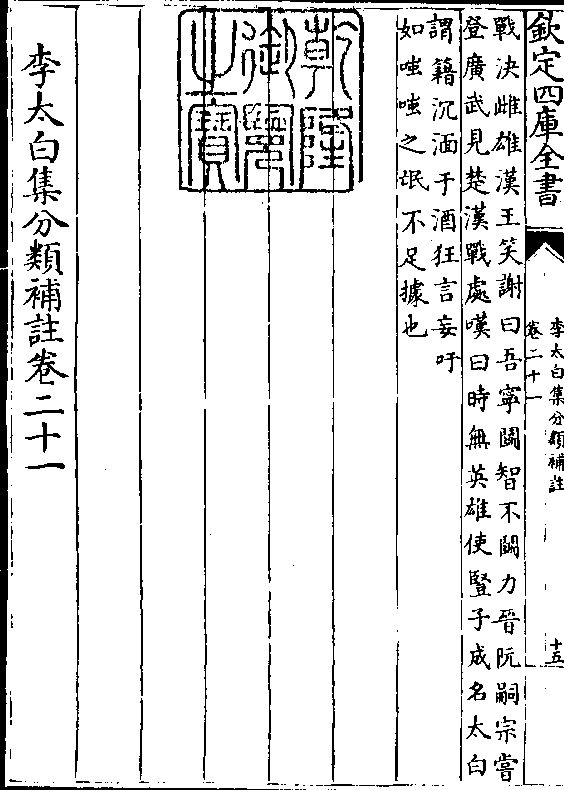 欽定四庫全書
李太白集分類補註
卷二十一
十五
戰決雌雄漢王笑謝曰吾寧鬭智不鬭力晉阮嗣宗嘗
登廣武見楚漢戰處嘆曰時無英雄使豎子成名太白
謂籍沉湎于酒狂言妄吁
如嗤嗤之氓不足據也
乾隆御覽之寶
李太白集分類補註卷二十一